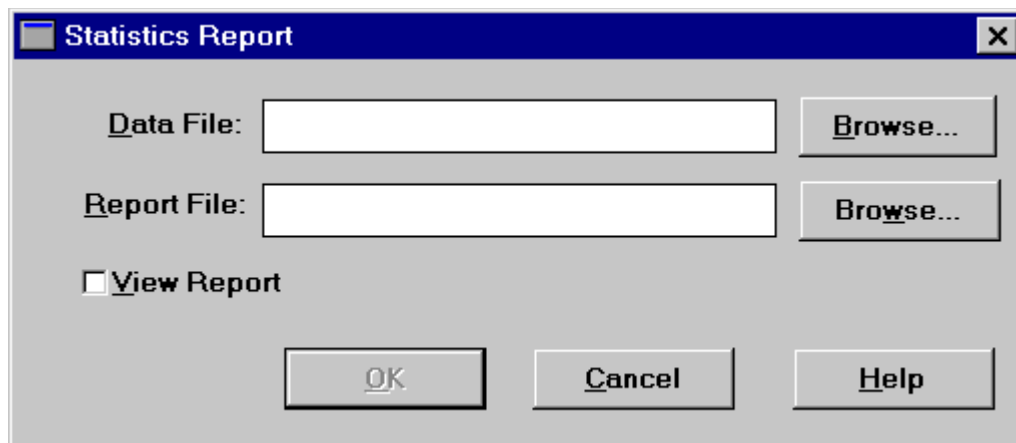 Statistics Report
Data File: Browse...
Report File: Browse...
View Report
OK Cancel Help